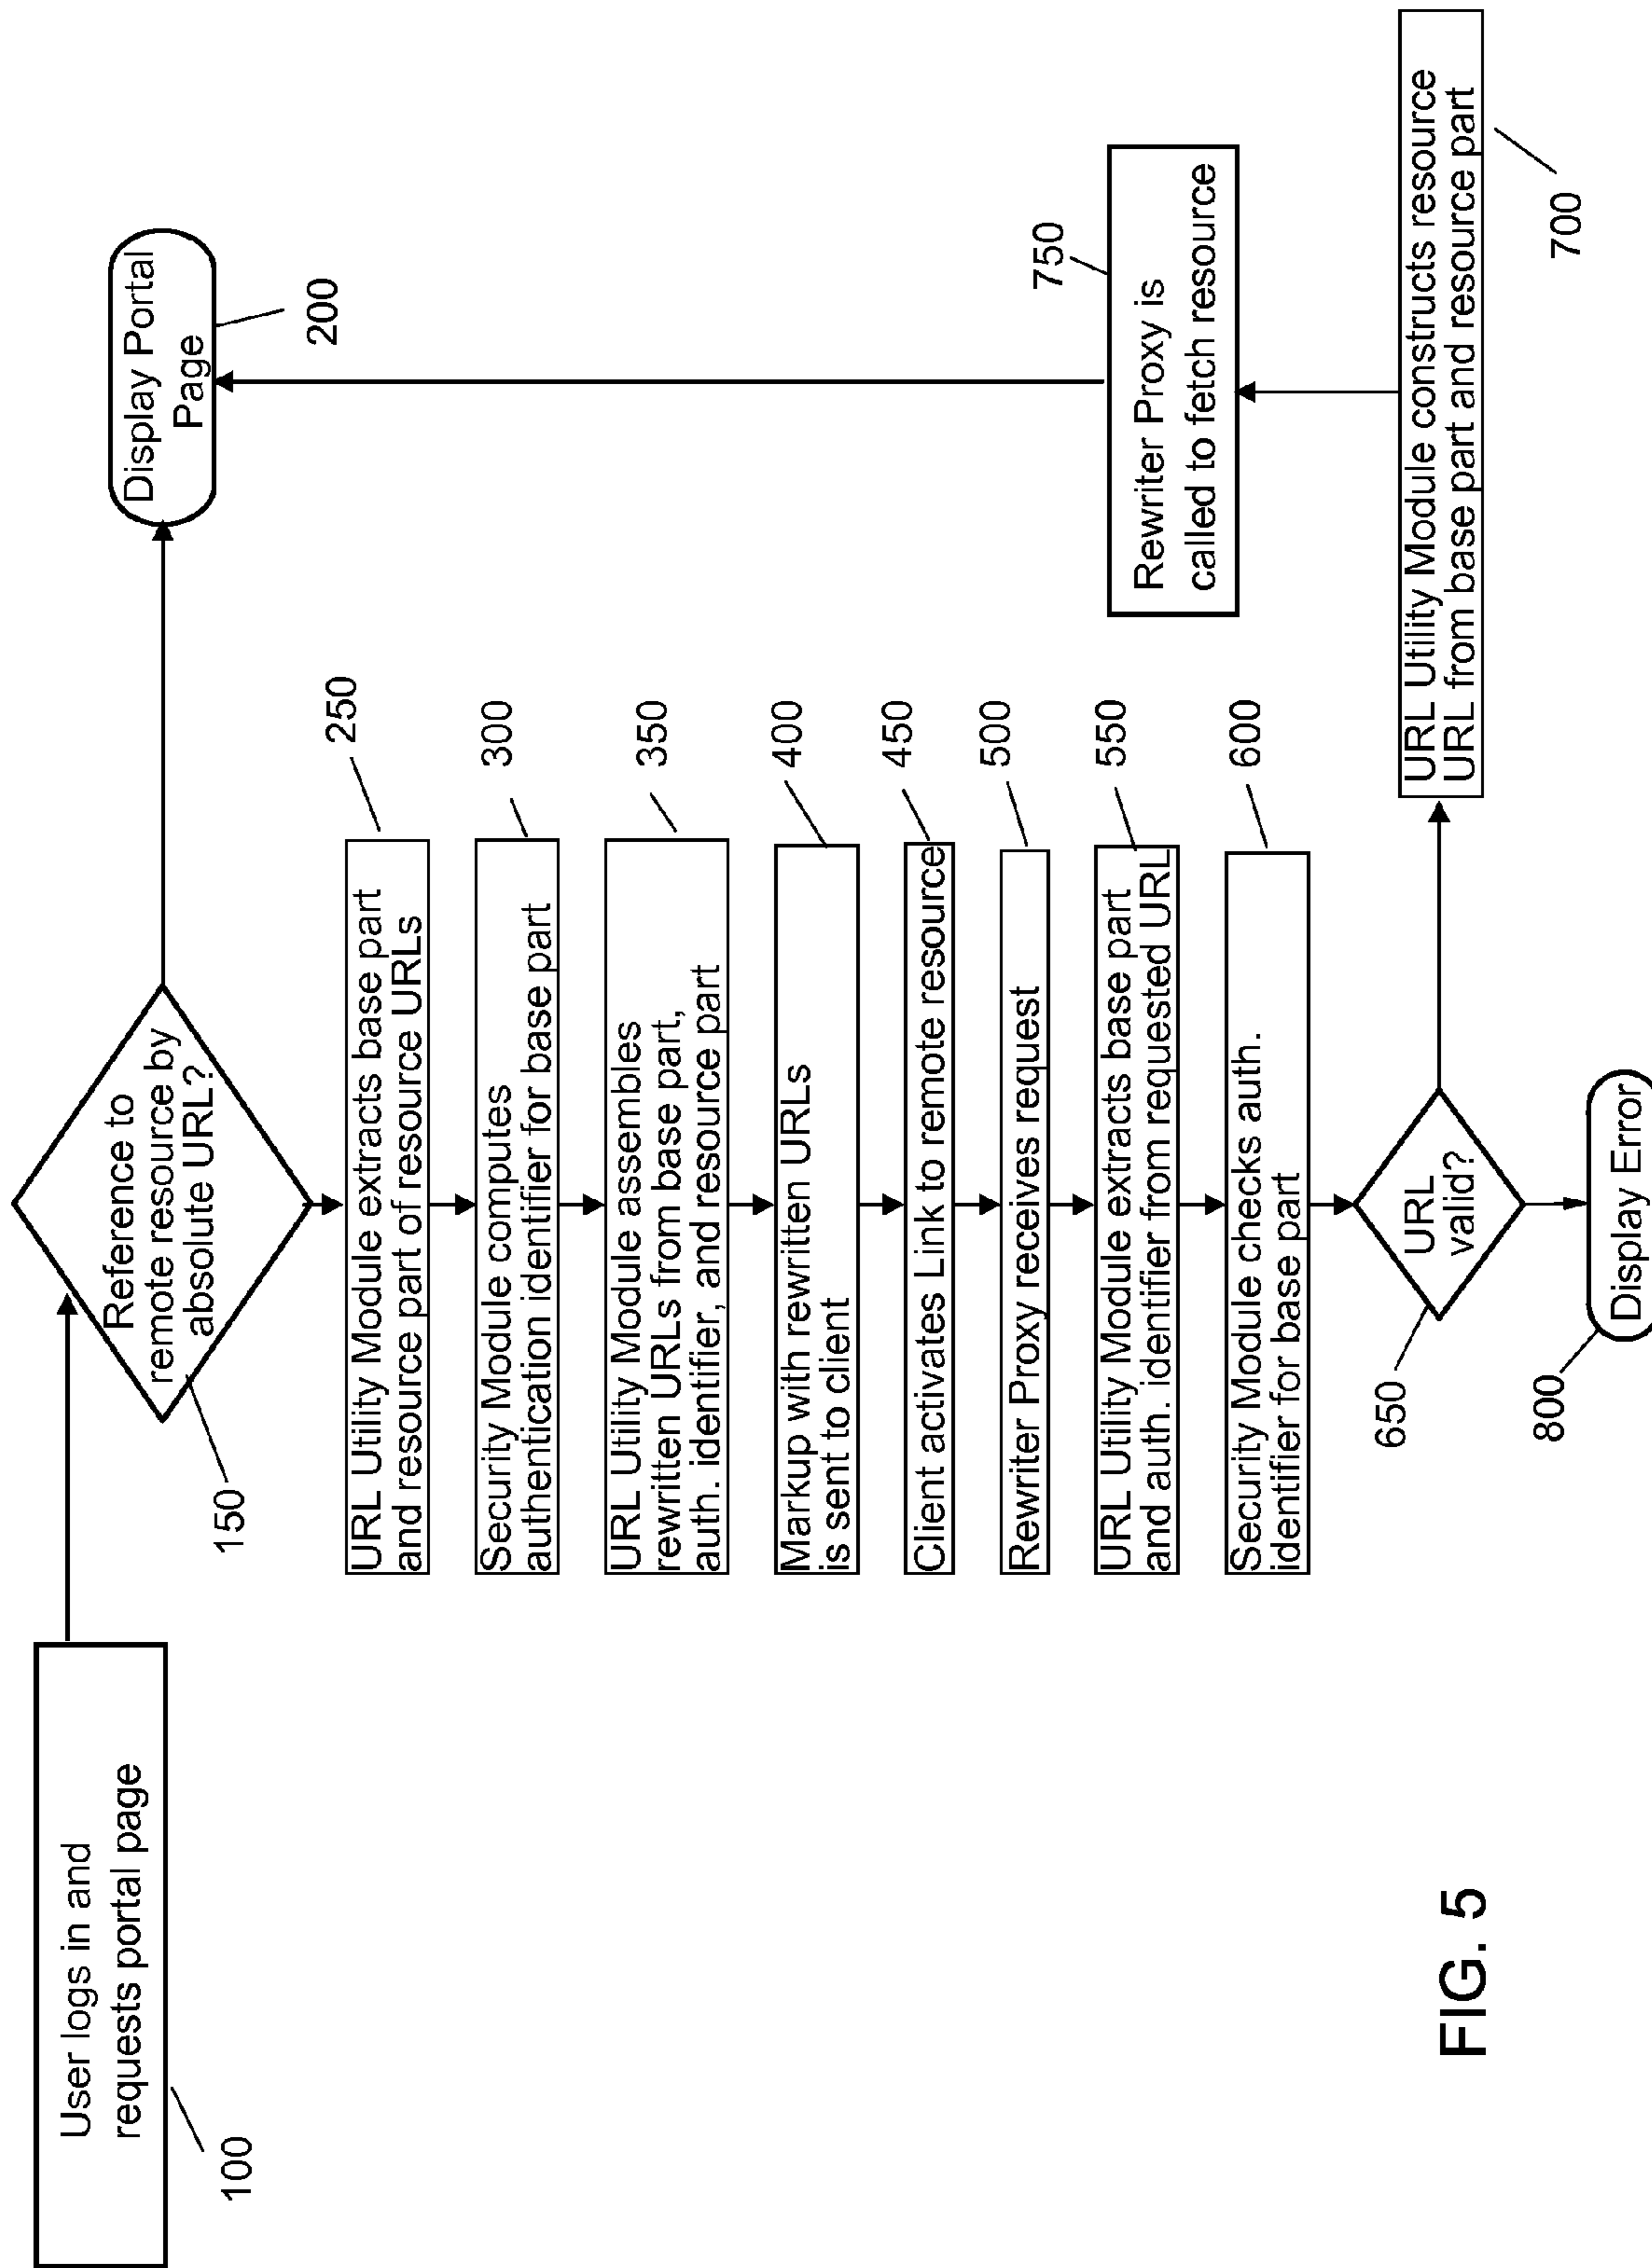 User logs in and
requests portal page
100
Reference to
remote resource by
absolute URL?
150
Display Portal
Page
200
URL Utility Module extracts base part
and resource part of resource URLs
250
Security Module computes
authentication identifier for base part
300
URL Utility Module assembles
rewritten URLs from base part,
auth. identifier, and resource part
350
Markup with rewritten URLs
is sent to client
400
Client activates Link to remote resource
450
Rewriter Proxy receives request
500
URL Utility Module extracts base part
and auth. identifier from requested URL
550
Security Module checks auth.
identifier for base part
600
URL
valid?
650
URL Utility Module constructs resource
URL from base part and resource part
700
Rewriter Proxy is
called to fetch resource
750
Display Error
800
FIG. 5